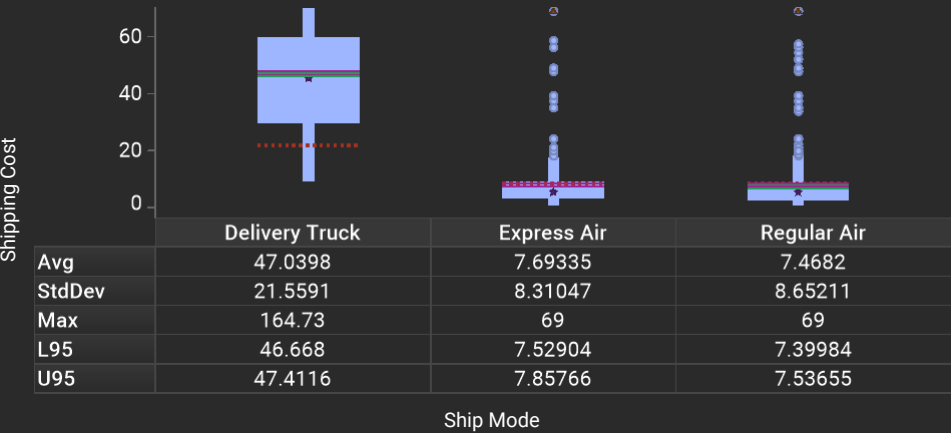 Shipping Cost
60
40
20
0
Delivery Truck Express Air Regular Air
Avg 47.0398 7.69335 7.4682
StdDev 21.5591 8.31047 8.65211
Max 164.73 69 69
L95 46.668 7.52904 7.39984
U95 47.4116 7.85766 7.53655
Ship Mode